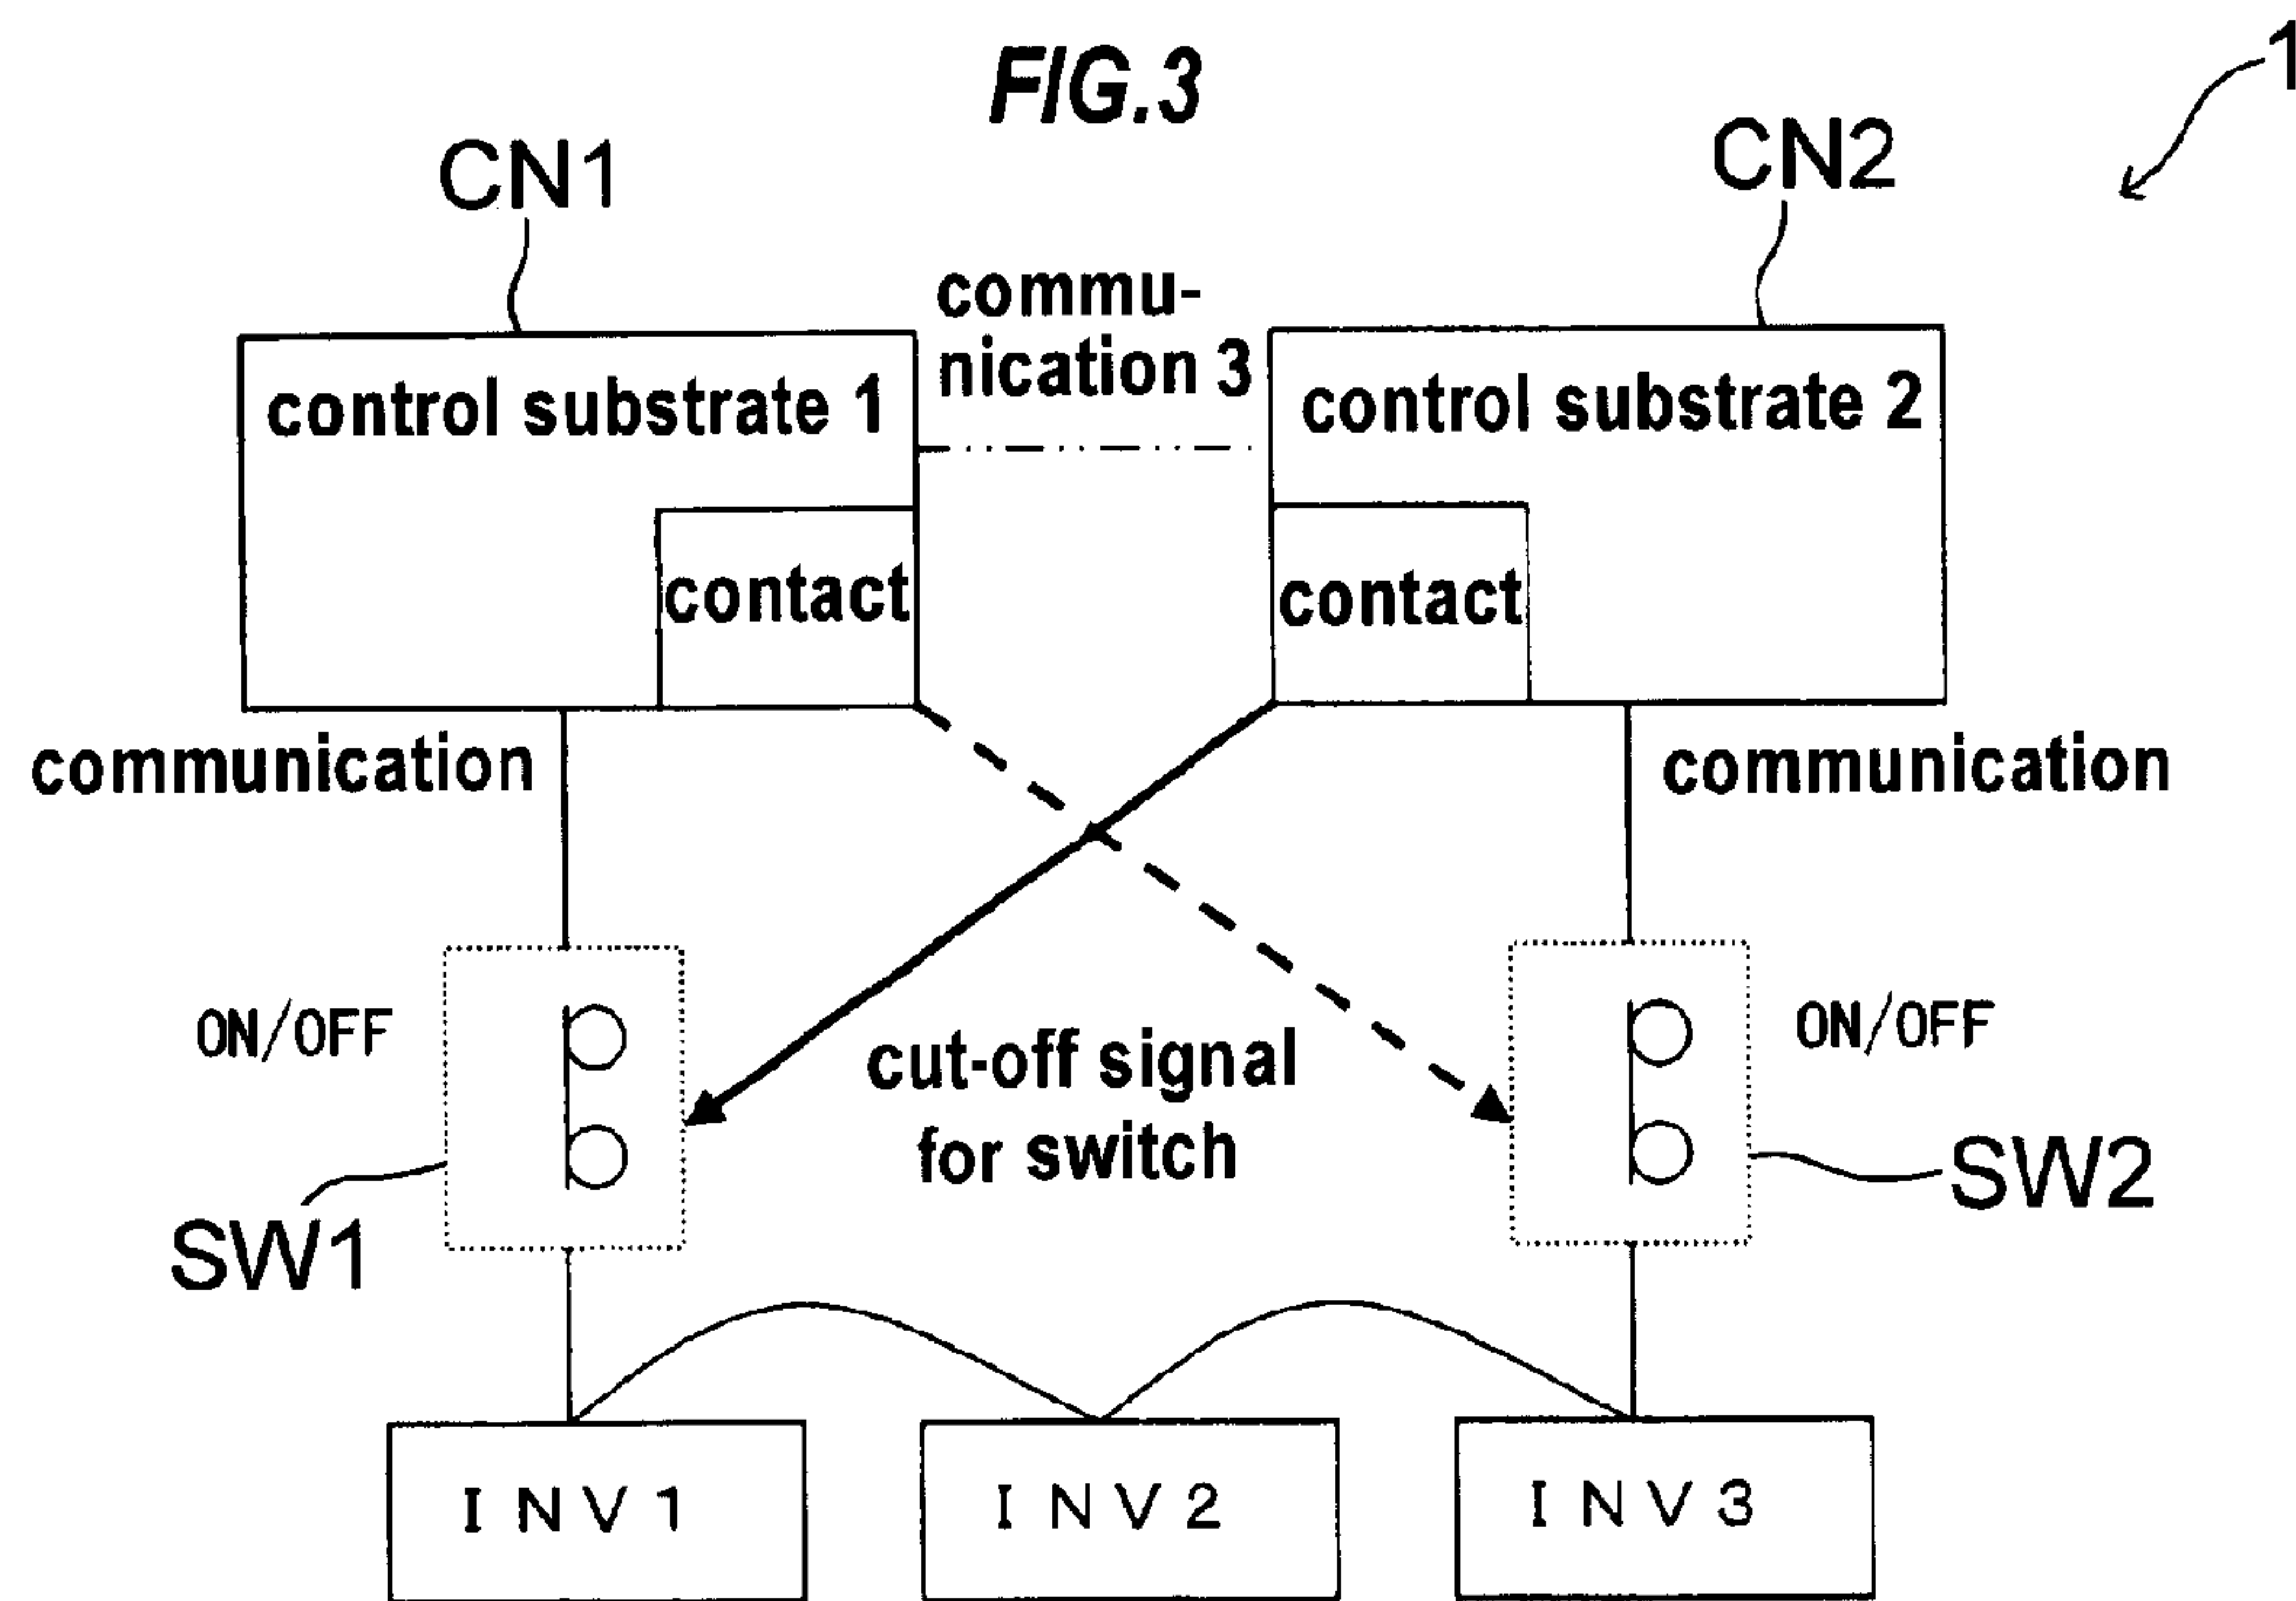 FIG.3
1
CN1
CN2
commu-
nication 3
control substrate 1
control substrate 2
contact
contact
communication
communication
ON/OFF
ON/OFF
cut-off signal
for switch
SW1
SW2
INV1
INV2
INV3